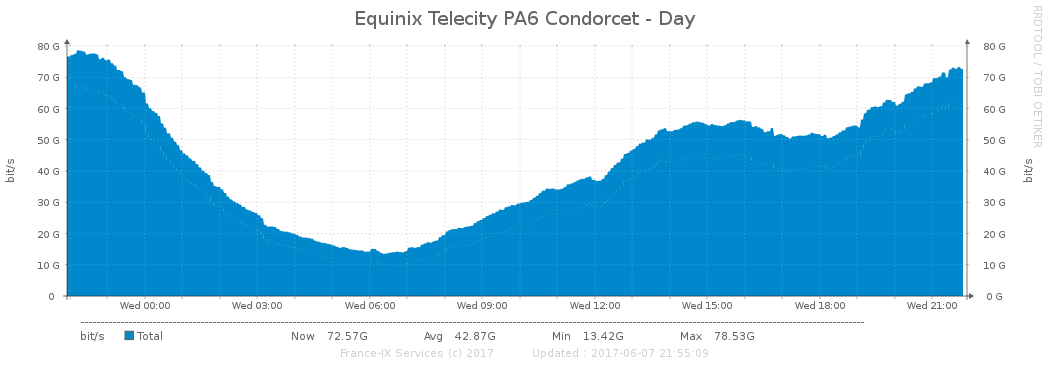 Equinix Telecity PA6 Condorcet - Day
RRDTOOL / TOBI OETIKER
80 G 80 G
70 G 70 G
60 G 60 G
50 G 50 G
40 G 40 G
30 G 30 G
20 G 20 G
10 G 10 G
0 0 G
bit/s bit/s
Wed 00:00 Wed 03:00 Wed 06:00 Wed 09:00 Wed 12:00 Wed 15:00 Wed 18:00 Wed 21:00
bit/s Total Now 72.57G Avg 42.87G Min 13.42G Max 78.53G
France-IX Services (c) 2017 Updated : 2017-06-07 21:55:09